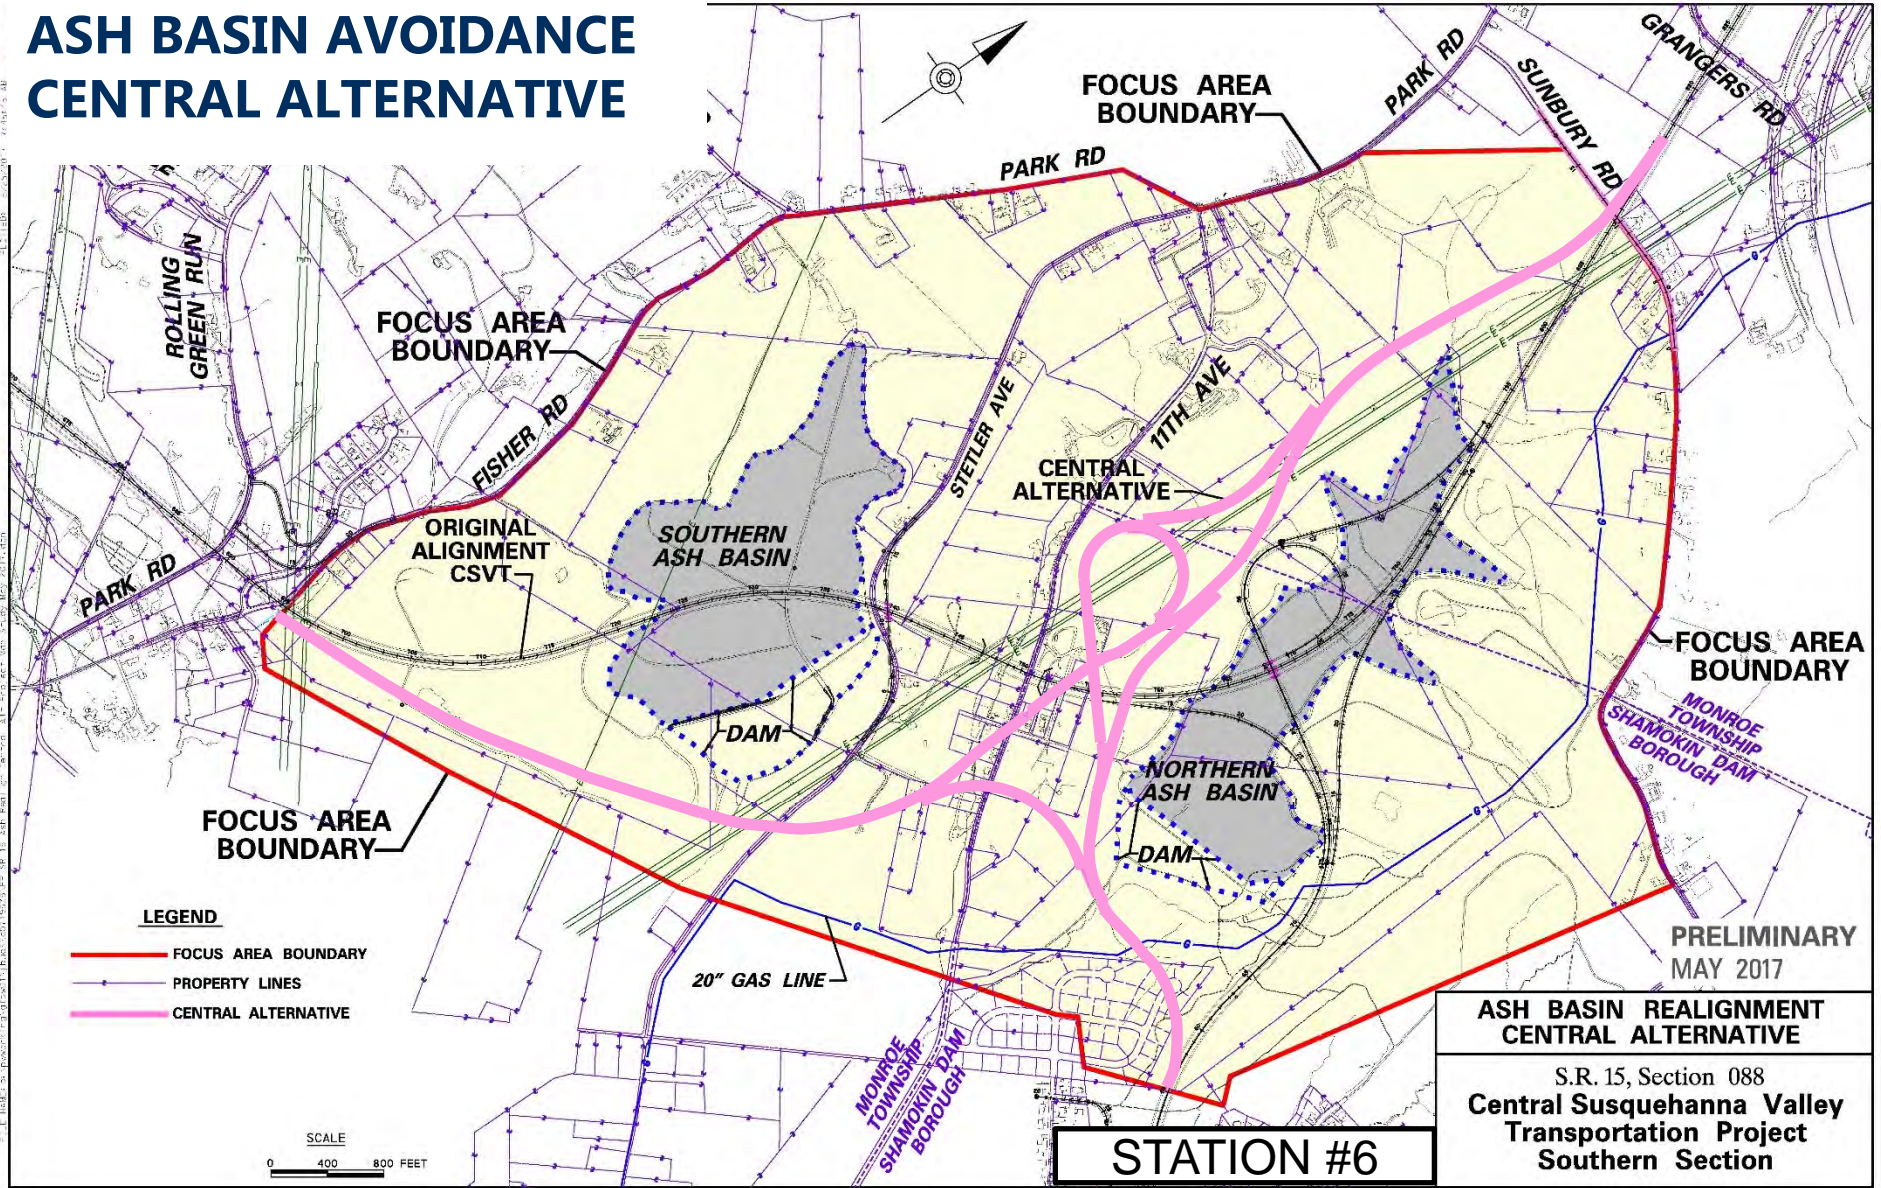 ASH BASIN AVOIDANCE
CENTRAL ALTERNATIVE
FOCUS AREA
BOUNDARY
PARK RD
SUNBURY RD
GRANGERS RD
PARK RD
ROLLING
GREEN RUN
FOCUS AREA
BOUNDARY
FISHER RD
STETLER AVE
11TH AVE
CENTRAL
ALTERNATIVE
ORIGINAL
ALIGNMENT
CSVT
SOUTHERN
ASH BASIN
PARK RD
DAM
NORTHERN
ASH BASIN
DAM
FOCUS AREA
BOUNDARY
MONROE
TOWNSHIP
SHAMOKIN DAM
BOROUGH
FOCUS AREA
BOUNDARY
LEGEND
FOCUS AREA BOUNDARY
PROPERTY LINES
CENTRAL ALTERNATIVE
20" GAS LINE
G
G
G
G
G
G
MONROE
TOWNSHIP
SHAMOKIN DAM
BOROUGH
SCALE
0 400 800 FEET
PRELIMINARY
MAY 2017
ASH BASIN REALIGNMENT
CENTRAL ALTERNATIVE
S.R. 15, Section 088
Central Susquehanna Valley
Transportation Project
Southern Section
STATION #6